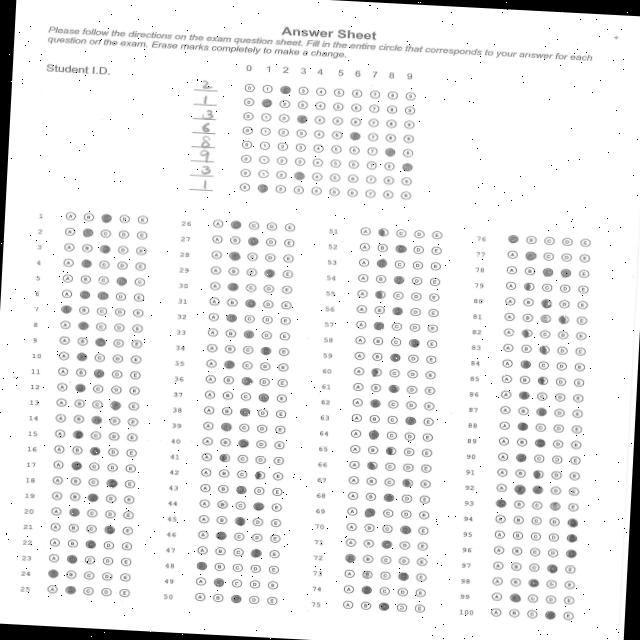 Answer Sheet
Please follow the directions on the exam question sheet. Fill in the entire circle that corresponds to your answer for each
question on the exam. Erase marks completely to make a change.
Student I.D.
0 1 2 3 4 5 6 7 8 9
2
1
3
6
8
9
3
1
1 A B D E 26 A C D E 51 A C D E 76 B C D E
2 A C D E 27 A B D E 52 A B D E 77 A C D E
3 A B D E 28 A C D E 53 A C D E 78 A B E
4 A C D E 29 A B C E 54 A B D E 79 A C D E
5 A B C E 30 A C D E 55 A C D E 80 A B D E
6 A D E 31 A B D E 56 A B D E 81 A B C E
7 B C D E 32 A C D E 57 A C D E 82 A C D E
8 A C D E 33 A B D E 58 A B C E 83 A B D E
9 A B D E 34 A B C E 59 A B D E 84 A C D E
10 A C D E 35 A C D E 60 A C D E 85 A B D E
11 A B D E 36 A B D E 61 A B D E 86 A C D E
12 A C D E 37 A B C E 62 A C D E 87 A B D E
13 A B C E 38 A B D E 63 A B C E 88 A C D E
14 A B D E 39 A C D E 64 A C D E 89 A B D E
15 A C D E 40 A B D E 65 A B D E 90 A C D E
16 A B D E 41 A C D E 66 A C D E 91 A B D E
17 A C D E 42 A B C E 67 A B C E 92 A D E
18 A B C E 43 A B D E 68 A B D E 93 B C D E
19 A B D E 44 A B C E 69 A C D E 94 A B C D
20 A C D E 45 A B D E 70 A B C E 95 A B C D
21 A B C E 46 A C D E 71 A B D E 96 A B C D
22 A B D E 47 A B C E 72 B C D E 97 A B C E
23 A C D E 48 B C D E 73 A B C E 98 A B D E
24 B C D E 49 A C D E 74 A C D E 99 A C D E
25 A C D E 50 A B D E 75 A B D E 100 A B C E